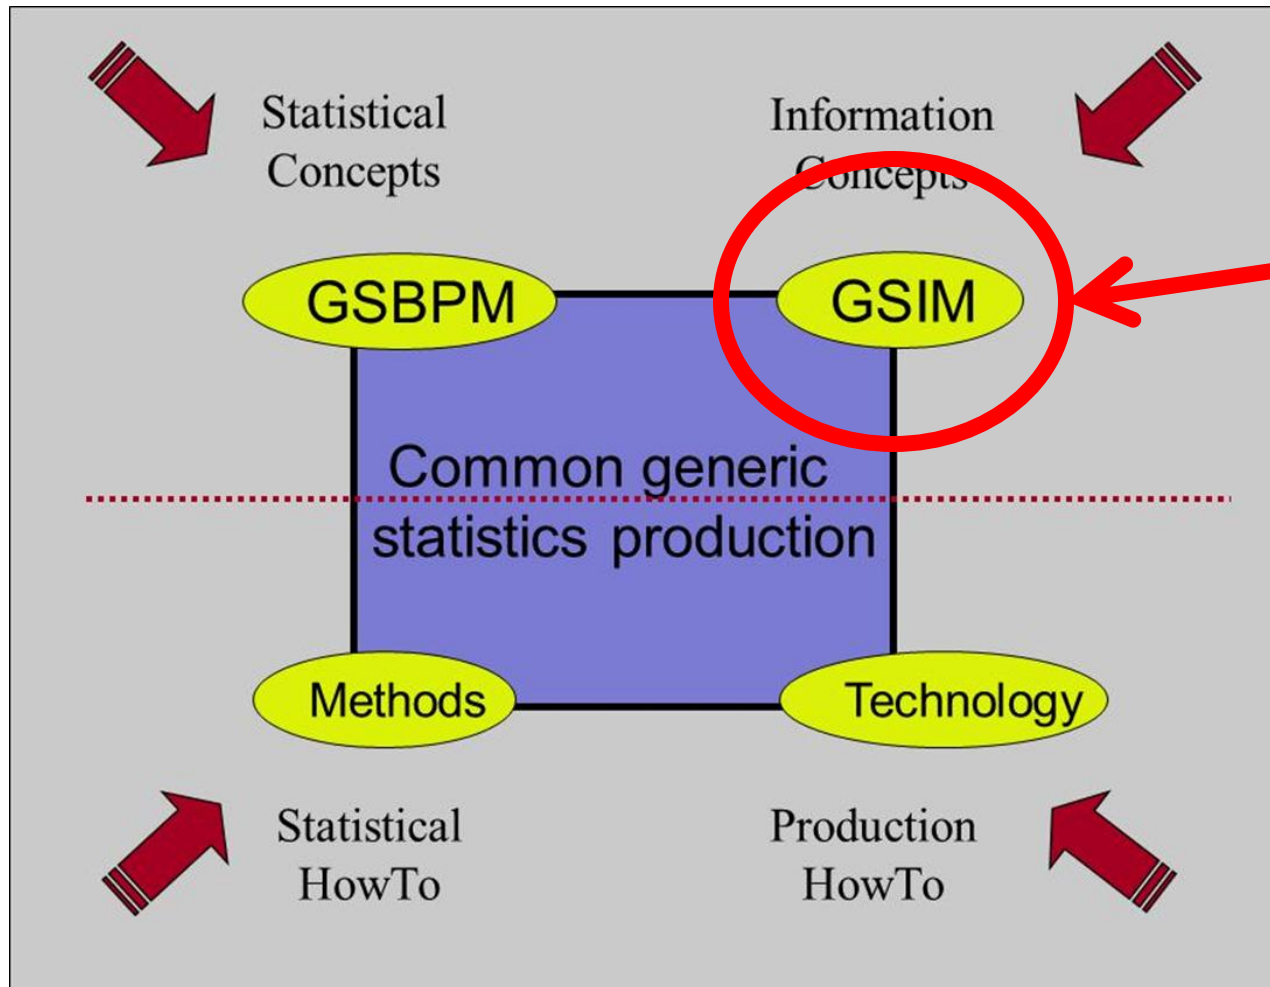 Statistical
Concepts
Information
Concepts
GSBPM
GSIM
Common generic
statistics production
Methods
Technology
Statistical
HowTo
Production
HowTo